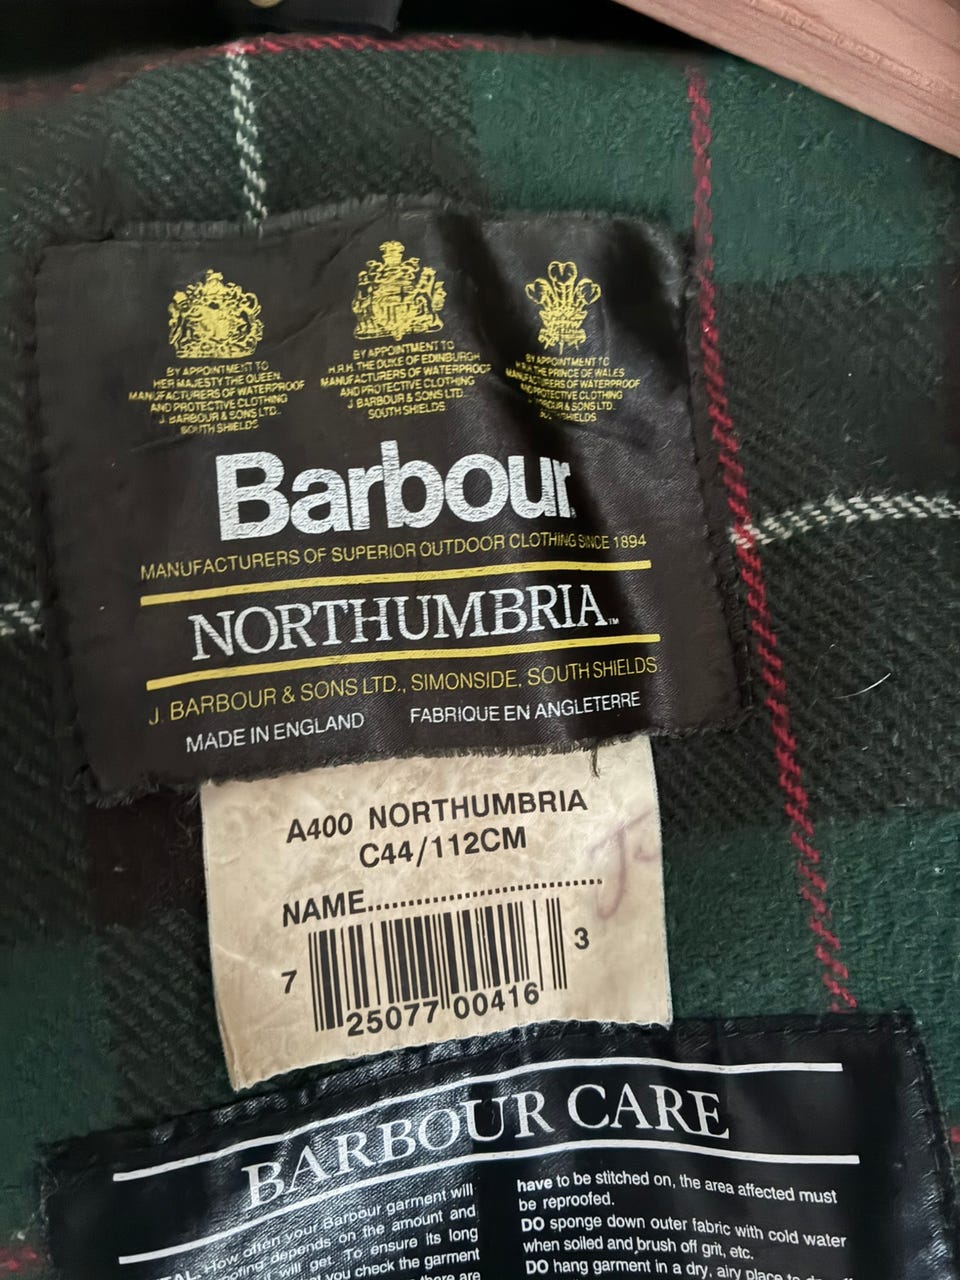 BY APPOINTMENT TO
HER MAJESTY THE QUEEN
MANUFACTURERS OF WATERPROOF
AND PROTECTIVE CLOTHING
J. BARBOUR & SONS LTD.
SOUTH SHIELDS
BY APPOINTMENT TO
H.R.H. THE DUKE OF EDINBURGH
MANUFACTURERS OF WATERPROOF
AND PROTECTIVE CLOTHING
J. BARBOUR & SONS LTD.
SOUTH SHIELDS
BY APPOINTMENT TO
THE PRINCE OF WALES
MANUFACTURERS OF WATERPROOF
AND PROTECTIVE CLOTHING
& SONS LTD.
SHIELDS
Barbour
MANUFACTURERS OF SUPERIOR OUTDOOR CLOTHING SINCE 1894
NORTHUMBRIA™
J. BARBOUR & SONS LTD., SIMONSIDE, SOUTH SHIELDS.
MADE IN ENGLAND FABRIQUE EN ANGLETERRE
A400 NORTHUMBRIA
C44/112CM
NAME..............................
7 25077 00416 3
BARBOUR CARE
How often your Barbour garment will
depends on the amount and
will get. To ensure its long
you check the garment
there are
have to be stitched on, the area affected must
be reproofed.
DO sponge down outer fabric with cold water
when soiled and brush off grit, etc.
DO hang garment in a dry, airy place to